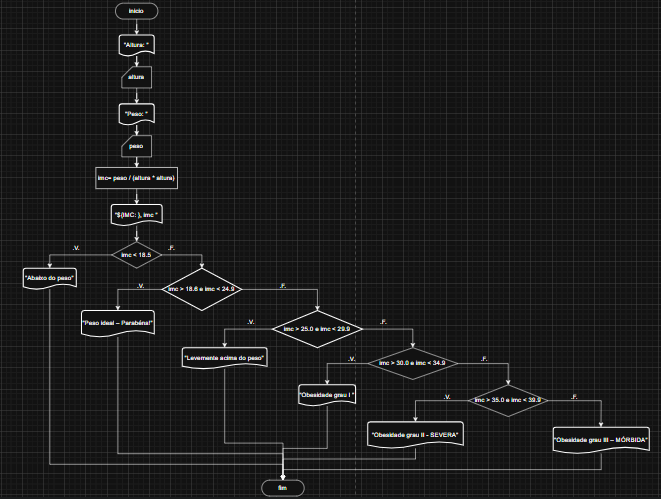 início
"Altura: "
altura
"Peso: "
peso
imc= peso / (altura * altura)
"$(IMC: ), imc "
imc < 18.5
.V.
.F.
"Abaixo do peso"
imc > 18.6 e imc < 24.9
.V.
.F.
"Peso ideal – Parabéns!"
imc > 25.0 e imc < 29.9
.V.
.F.
"Levemente acima do peso"
imc > 30.0 e imc < 34.9
.V.
.F.
"Obesidade grau I "
imc > 35.0 e imc < 39.9
.V.
.F.
"Obesidade grau II - SEVERA"
"Obesidade grau III – MÓRBIDA"
fim